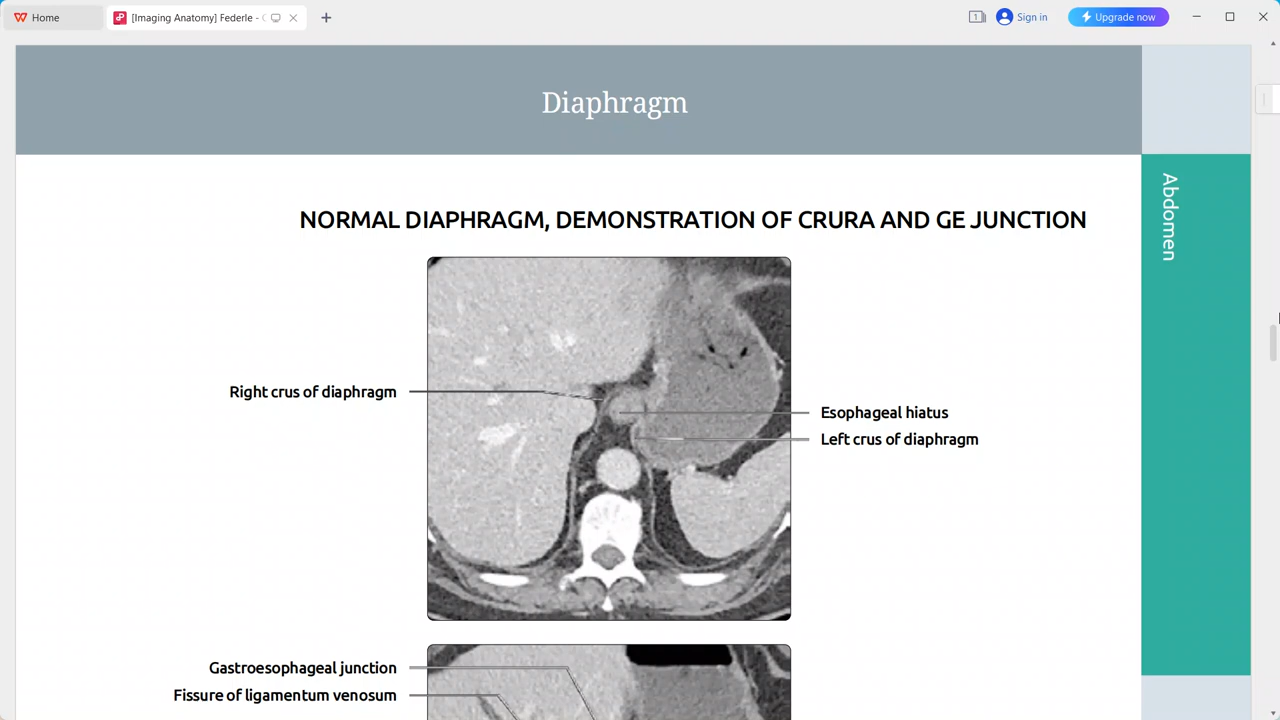 Home
[Imaging Anatomy] Federle -
1
Sign in
Upgrade now
Diaphragm
Abdomen
NORMAL DIAPHRAGM, DEMONSTRATION OF CRURA AND GE JUNCTION
Right crus of diaphragm
Esophageal hiatus
Left crus of diaphragm
Gastroesophageal junction
Fissure of ligamentum venosum